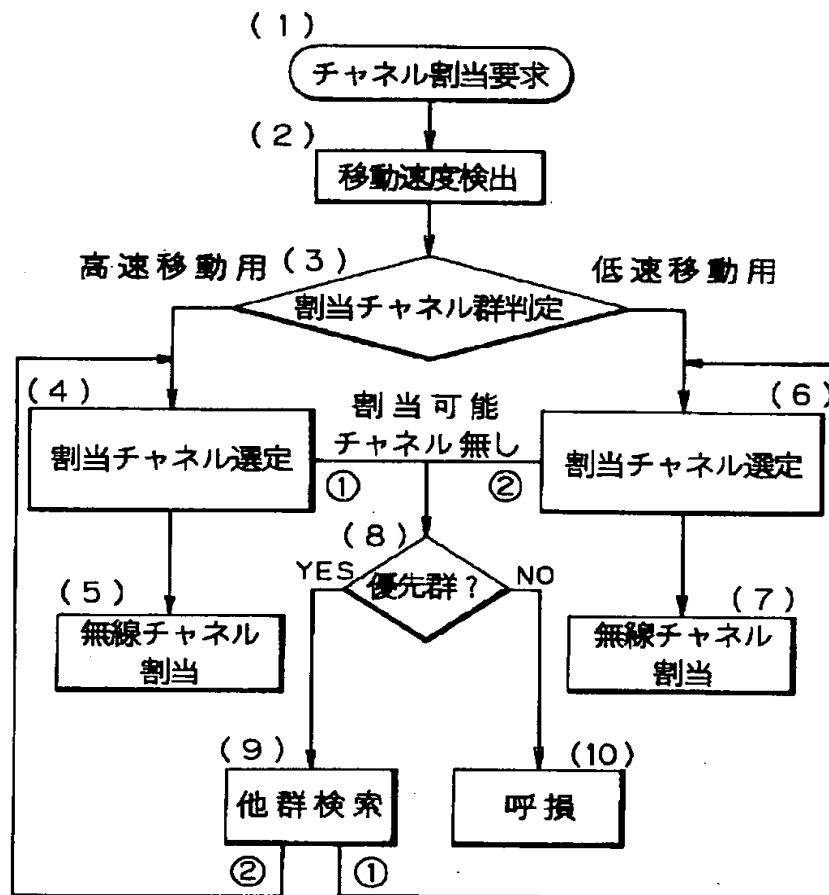 (1)
チャネル割当要求
(2)
移動速度検出
高速移動用
(3)
低速移動用
割当チャネル群判定
(4)
割当可能
チャネル無し
(6)
割当チャネル選定
①
②
割当チャネル選定
(8)
YES
優先群?
NO
(5)
無線チャネル
割当
(7)
無線チャネル
割当
(9)
他群検索
(10)
呼損
②
①